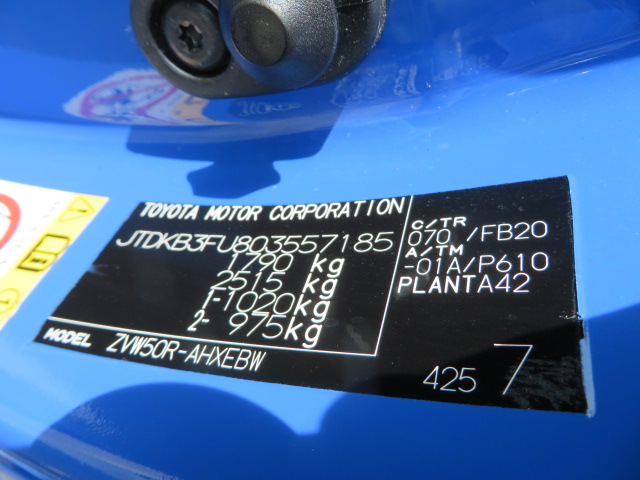 TOYOTA MOTOR CORPORATION
JTDKB3FU803557185
1790 kg
2515 kg
1-1020kg
2- 975kg
MODEL ZVW50R-AHXEBW
C/TR
070 /FB20
A/TM
-01A/P610
PLANTA42
425 7